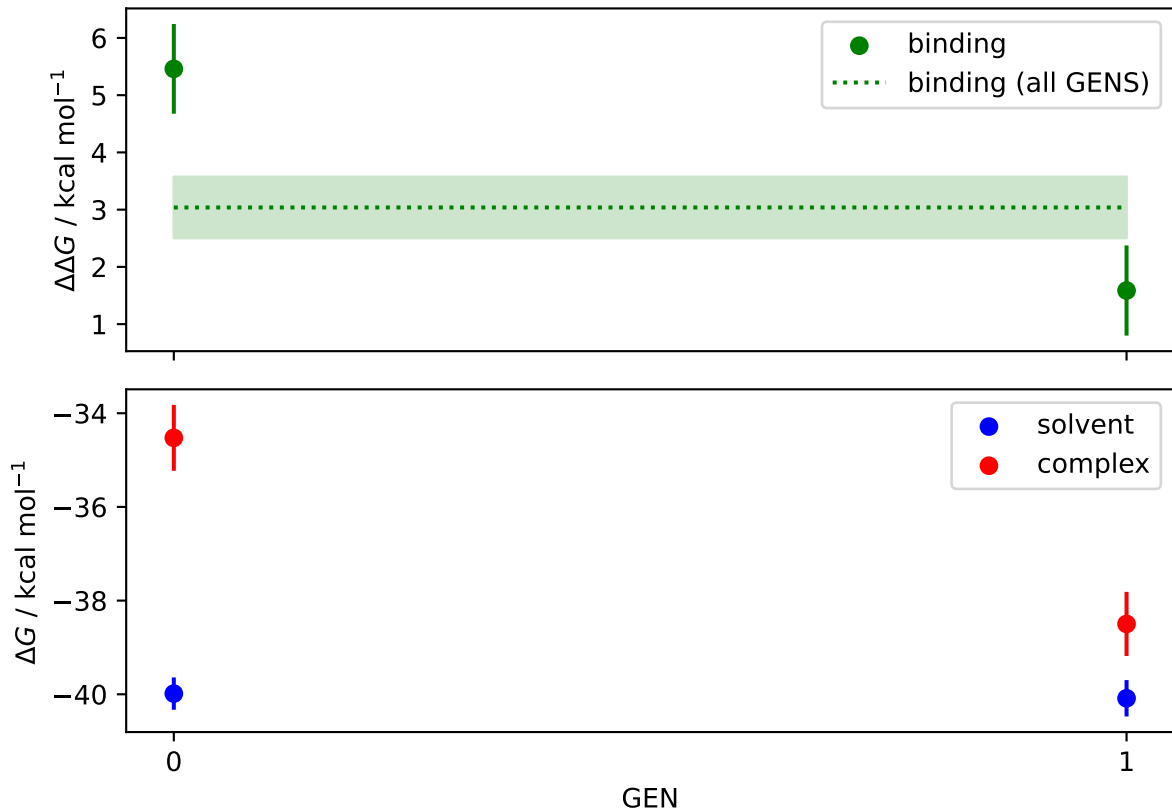 6
5
4
3
2
1
ΔΔG / kcal mol⁻¹
binding
binding (all GENS)
−34
−36
−38
−40
ΔG / kcal mol⁻¹
solvent
complex
0
1
GEN